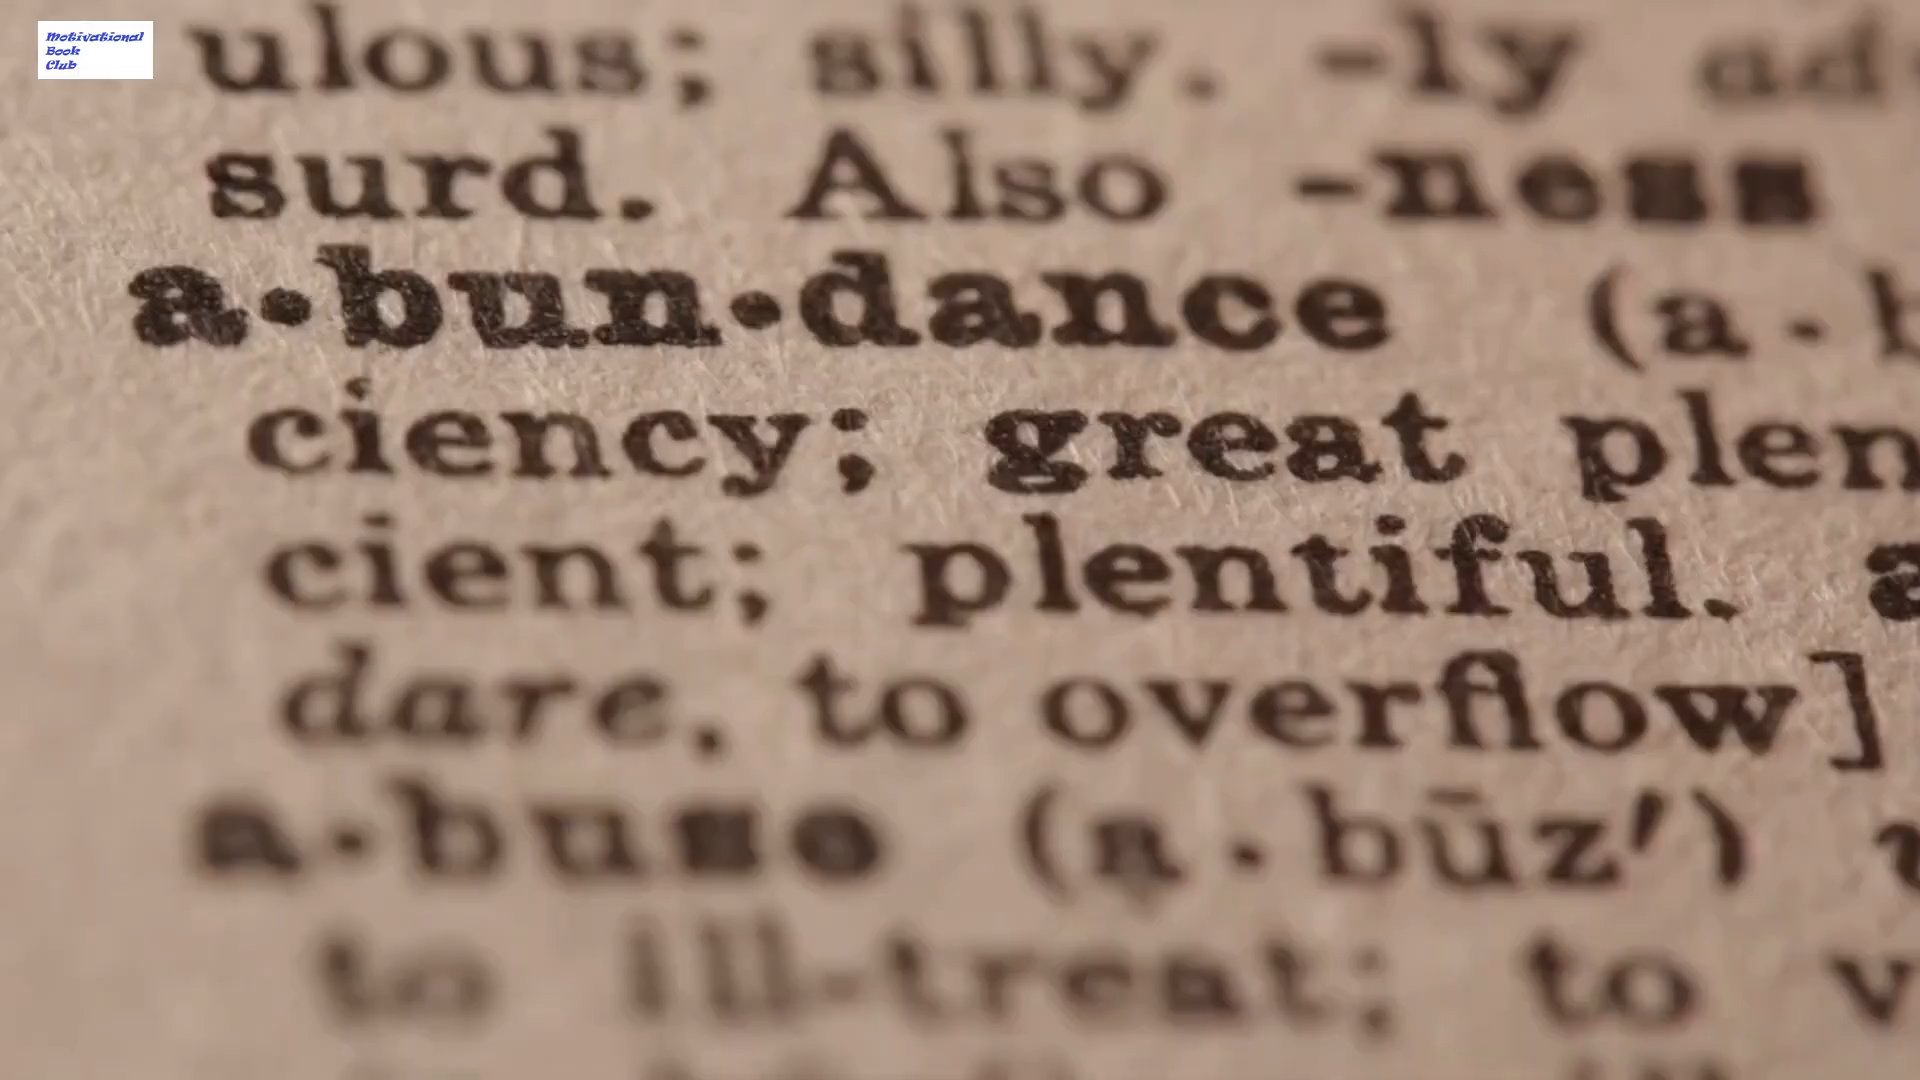 Motivational
Book
Club
ulous; silly. -ly ad
surd. Also -ness
a·bun·dance (a·b
ciency; great plen
cient; plentiful. a
dare, to overflow]
a·buse (a·būz′) v
to ill-treat; to v